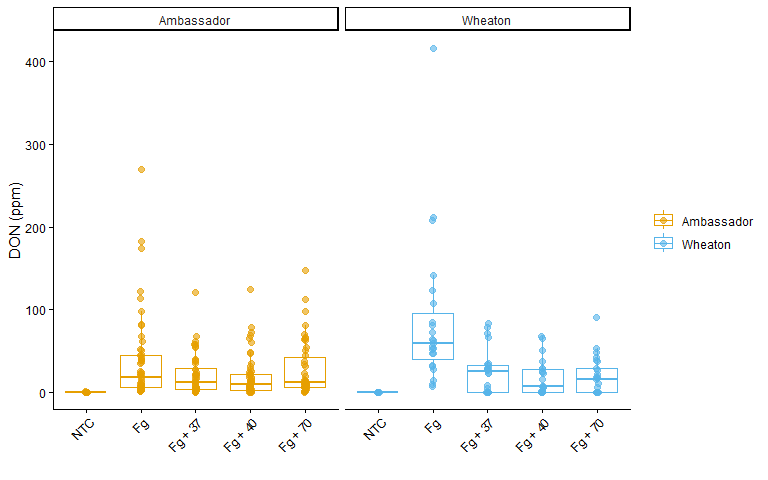 Ambassador
Wheaton
DON (ppm)
400
300
200
100
0
NTC
Fg
Fg + 37
Fg + 40
Fg + 70
NTC
Fg
Fg + 37
Fg + 40
Fg + 70
Ambassador
Wheaton